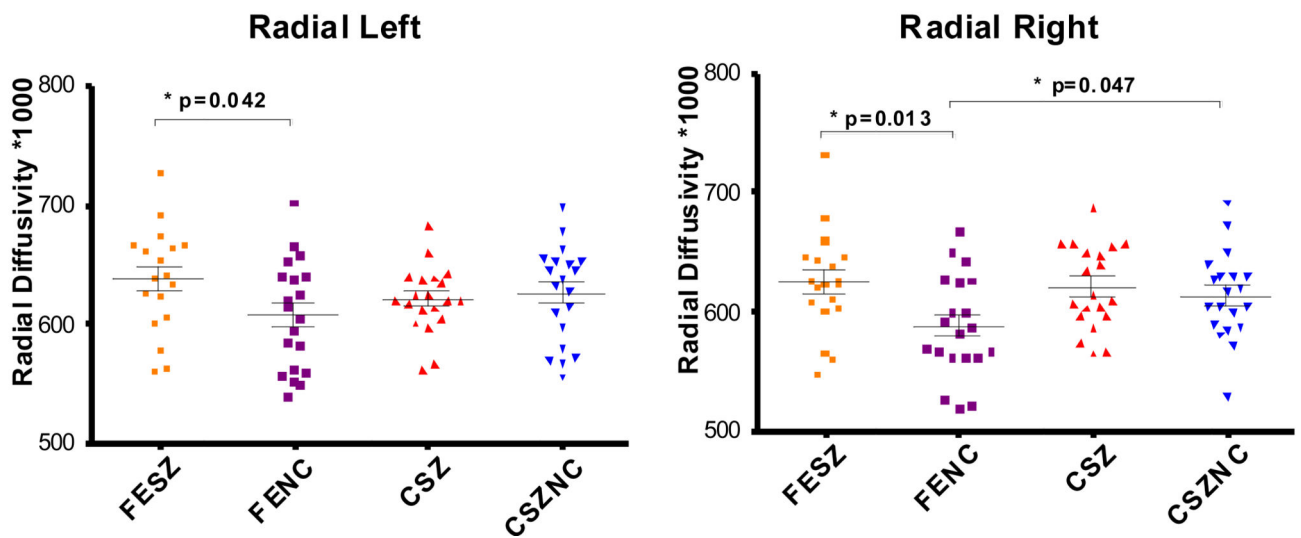 Radial Left
Radial Diffusivity *1000
800
700
600
500
* p=0.042
FESZ
FENC
CSZ
CSZNC
Radial Right
Radial Diffusivity *1000
800
700
600
500
* p=0.047
* p=0.013
FESZ
FENC
CSZ
CSZNC